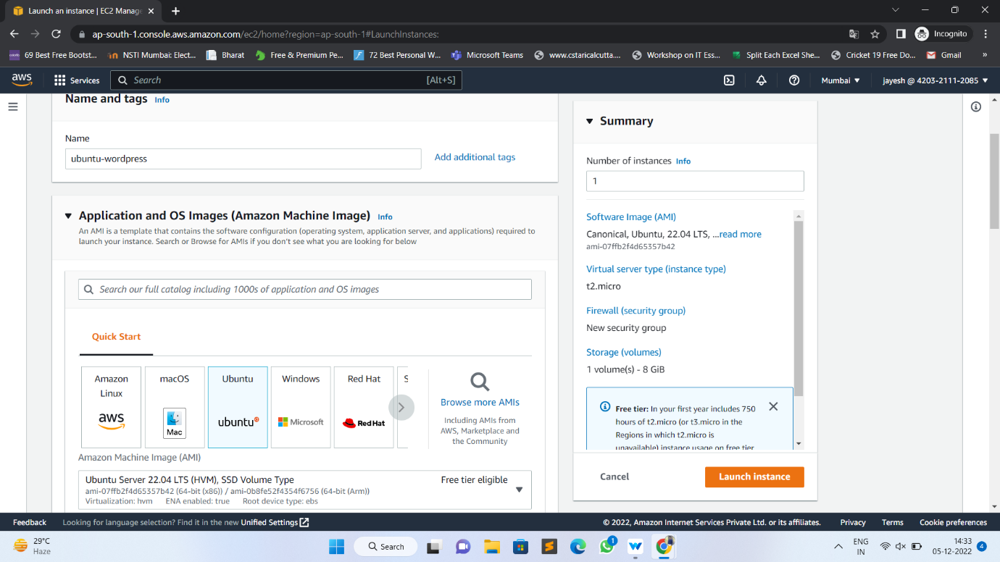 Launch an instance | EC2 Manag
ap-south-1.console.aws.amazon.com/ec2/home?region=ap-south-1#LaunchInstances:
Incognito
69 Best Free Bootst...
NSTI Mumbai: Elect...
Bharat
Free & Premium Pe...
72 Best Personal W...
Microsoft Teams
www.cstaricalcutta....
Workshop on IT Ess...
Split Each Excel She...
Cricket 19 Free Do...
Gmail
»
aws
Services
Search
[Alt+S]
Mumbai
jayesh @ 4203-2111-2085
Name and tags Info
Name
ubuntu-wordpress
Add additional tags
Application and OS Images (Amazon Machine Image) Info
An AMI is a template that contains the software configuration (operating system, application server, and applications) required to
launch your instance. Search or Browse for AMIs if you don't see what you are looking for below
Search our full catalog including 1000s of application and OS images
Quick Start
Amazon
Linux
aws
macOS
Mac
Ubuntu
ubuntu
Windows
Microsoft
Red Hat
Red Hat
S
Browse more AMIs
Including AMIs from
AWS, Marketplace and
the Community
Amazon Machine Image (AMI)
Ubuntu Server 22.04 LTS (HVM), SSD Volume Type
Free tier eligible
ami-07ffb2f4d65357b42 (64-bit (x86)) / ami-0b8fe52f4354f6756 (64-bit (Arm))
Virtualization: hvm ENA enabled: true Root device type: ebs
Summary
Number of instances Info
1
Software Image (AMI)
Canonical, Ubuntu, 22.04 LTS, ...read more
ami-07ffb2f4d65357b42
Virtual server type (instance type)
t2.micro
Firewall (security group)
New security group
Storage (volumes)
1 volume(s) - 8 GiB
Free tier: In your first year includes 750
hours of t2.micro (or t3.micro in the
Regions in which t2.micro is
unavailable) instance usage on free tier
Cancel
Launch instance
Feedback
Looking for language selection? Find it in the new Unified Settings
© 2022, Amazon Internet Services Private Ltd. or its affiliates.
Privacy
Terms
Cookie preferences
29°C
Haze
Search
1
ENG
IN
14:33
05-12-2022
4